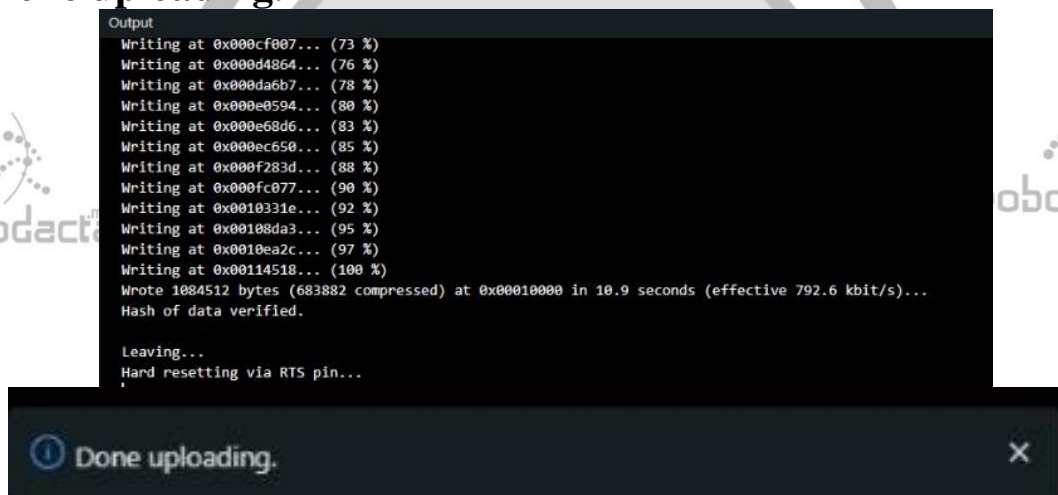 Output
Writing at 0x000cf007... (73 %)
Writing at 0x000d4864... (76 %)
Writing at 0x000da6b7... (78 %)
Writing at 0x000e0594... (80 %)
Writing at 0x000e68d6... (83 %)
Writing at 0x000ec650... (85 %)
Writing at 0x000f283d... (88 %)
Writing at 0x000fc077... (90 %)
Writing at 0x0010331e... (92 %)
Writing at 0x00108da3... (95 %)
Writing at 0x0010ea2c... (97 %)
Writing at 0x00114518... (100 %)
Wrote 1084512 bytes (683882 compressed) at 0x00010000 in 10.9 seconds (effective 792.6 kbit/s)...
Hash of data verified.
Leaving...
Hard resetting via RTS pin...
Done uploading.